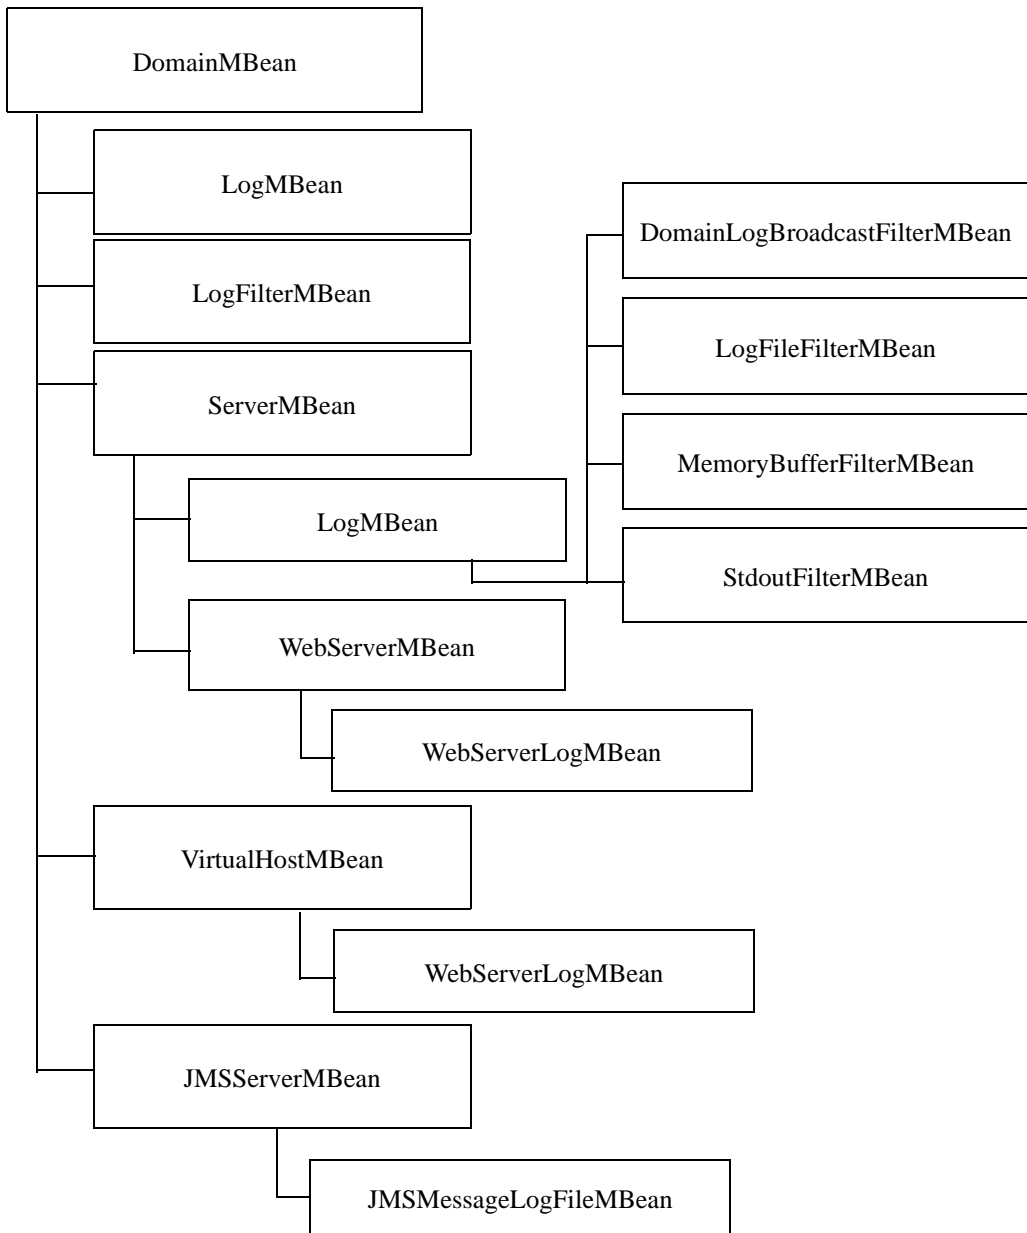 DomainMBean
LogMBean
LogFilterMBean
ServerMBean
LogMBean
DomainLogBroadcastFilterMBean
LogFileFilterMBean
MemoryBufferFilterMBean
StdoutFilterMBean
WebServerMBean
WebServerLogMBean
VirtualHostMBean
WebServerLogMBean
JMSServerMBean
JMSMessageLogFileMBean